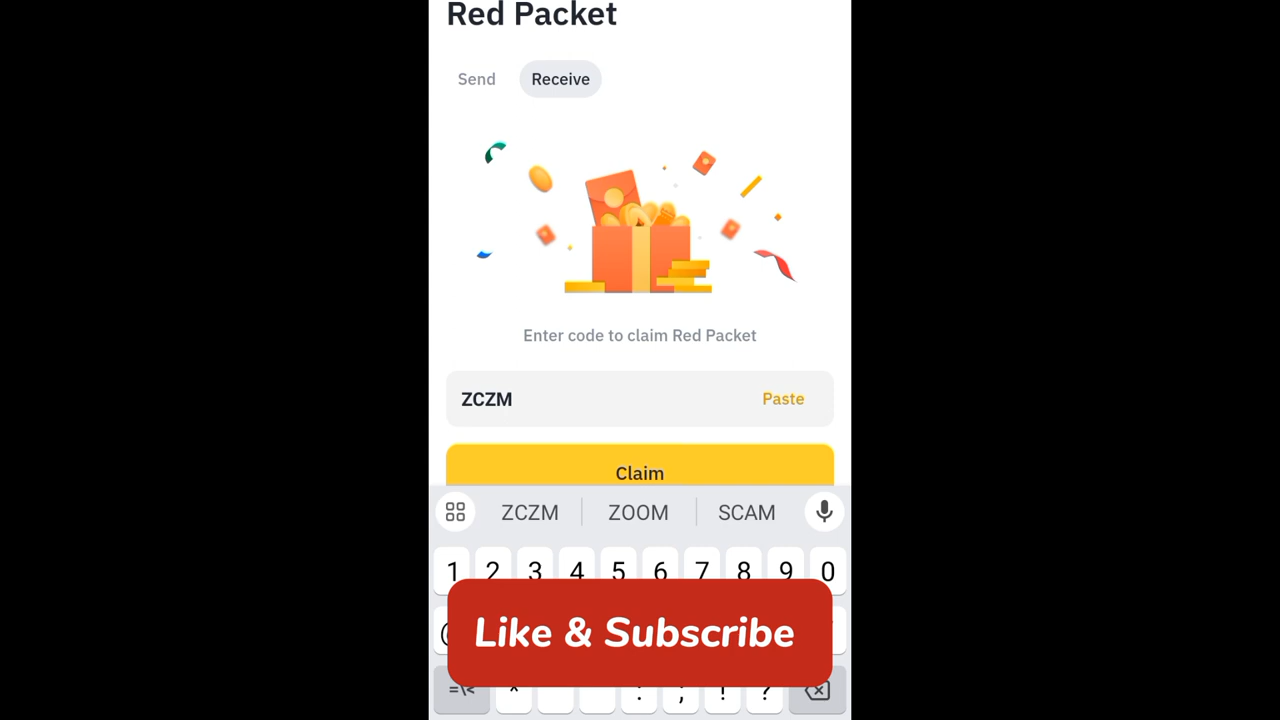 Red Packet
Send Receive
Enter code to claim Red Packet
ZCZM Paste
Claim
ZCZM ZOOM SCAM
1 2 3 4 5 6 7 8 9 0
Like & Subscribe
=\< : ; ! ?